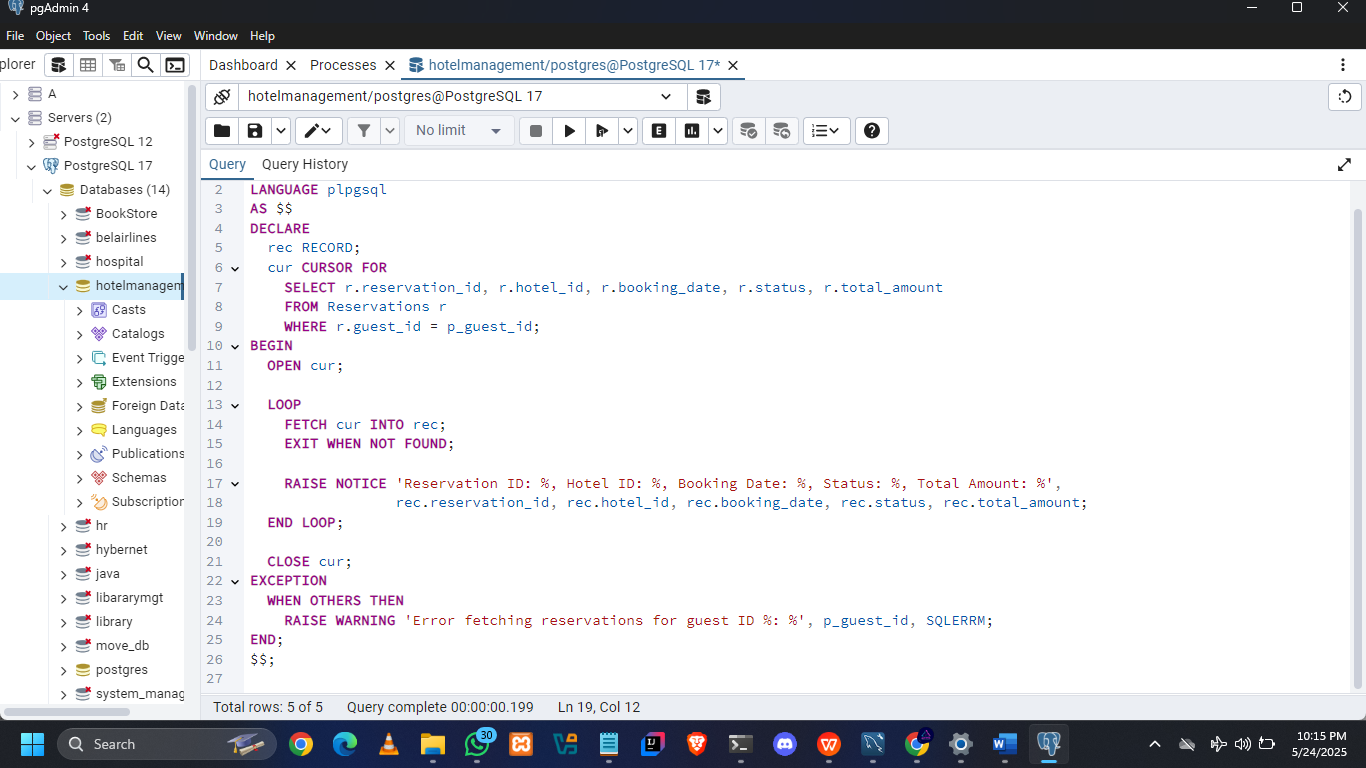 pgAdmin 4
File Object Tools Edit View Window Help
plorer
Dashboard Processes hotelmanagement/postgres@PostgreSQL 17*
A
Servers (2)
PostgreSQL 12
PostgreSQL 17
Databases (14)
BookStore
belairlines
hospital
hotelmanagem
Casts
Catalogs
Event Trigge
Extensions
Foreign Data
Languages
Publications
Schemas
Subscription
hr
hybernet
java
libararymgt
library
move_db
postgres
system_manag
hotelmanagement/postgres@PostgreSQL 17
No limit
E
Query Query History
2 LANGUAGE plpgsql
3 AS $$
4 DECLARE
5 rec RECORD;
6 cur CURSOR FOR
7 SELECT r.reservation_id, r.hotel_id, r.booking_date, r.status, r.total_amount
8 FROM Reservations r
9 WHERE r.guest_id = p_guest_id;
10 BEGIN
11 OPEN cur;
12
13 LOOP
14 FETCH cur INTO rec;
15 EXIT WHEN NOT FOUND;
16
17 RAISE NOTICE 'Reservation ID: %, Hotel ID: %, Booking Date: %, Status: %, Total Amount: %',
18 rec.reservation_id, rec.hotel_id, rec.booking_date, rec.status, rec.total_amount;
19 END LOOP;
20
21 CLOSE cur;
22 EXCEPTION
23 WHEN OTHERS THEN
24 RAISE WARNING 'Error fetching reservations for guest ID %: %', p_guest_id, SQLERRM;
25 END;
26 $$;
27
Total rows: 5 of 5 Query complete 00:00:00.199 Ln 19, Col 12
Search
30
10:15 PM
5/24/2025